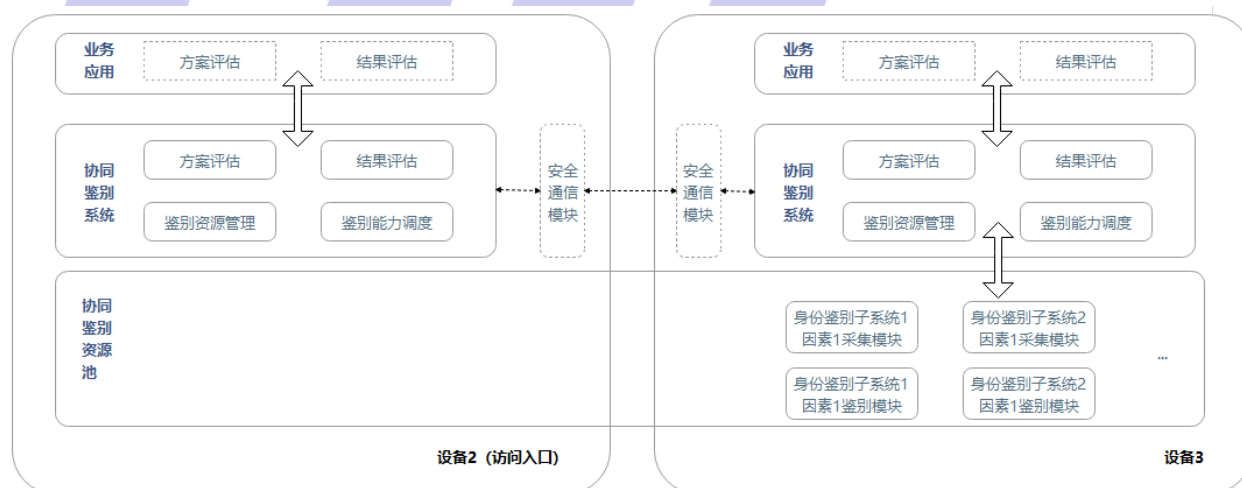 业务
应用
方案评估
结果评估
协同
鉴别
系统
方案评估
结果评估
鉴别资源管理
鉴别能力调度
安全
通信
模块
安全
通信
模块
业务
应用
方案评估
结果评估
协同
鉴别
系统
方案评估
结果评估
鉴别资源管理
鉴别能力调度
协同
鉴别
资源
池
身份鉴别子系统1
因素1采集模块
身份鉴别子系统2
因素1采集模块
身份鉴别子系统1
因素1鉴别模块
身份鉴别子系统2
因素1鉴别模块
...
设备2（访问入口）
设备3